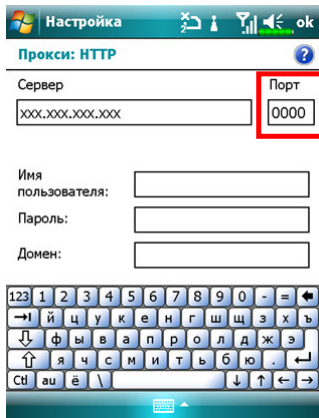 Настройка ok
Прокси: HTTP ?
Сервер Порт
xxx.xxx.xxx.xxx 0000
Имя
пользователя:
Пароль:
Домен:
123 1 2 3 4 5 6 7 8 9 0 - =
й ц у к е н г ш щ з х ъ
ф ы в а п р о л д ж э
я ч с м и т ь б ю .
Ctl au ё \